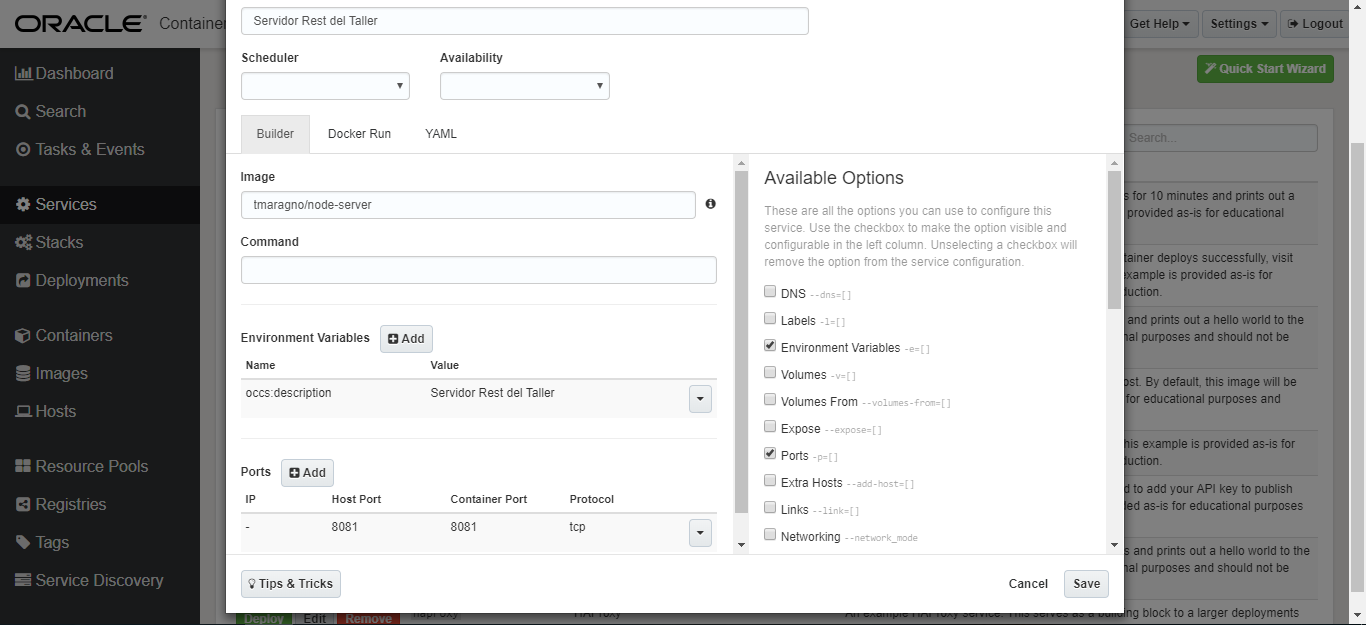 ORACLE Container
Get Help
Settings
Logout
Dashboard
Search
Tasks & Events
Services
Stacks
Deployments
Containers
Images
Hosts
Resource Pools
Registries
Tags
Service Discovery
Servidor Rest del Taller
Scheduler
Availability
Builder
Docker Run
YAML
Image
tmaragno/node-server
Command
Environment Variables
Add
Name Value
occs:description Servidor Rest del Taller
Ports
Add
IP Host Port Container Port Protocol
- 8081 8081 tcp
Available Options
These are all the options you can use to configure this
service. Use the checkbox to make the option visible and
configurable in the left column. Unselecting a checkbox will
remove the option from the service configuration.
DNS --dns=[]
Labels -l=[]
Environment Variables -e=[]
Volumes -v=[]
Volumes From --volumes-from=[]
Expose --expose=[]
Ports -p=[]
Extra Hosts --add-host=[]
Links --link=[]
Networking --network_mode
Tips & Tricks
Cancel
Save
Quick Start Wizard
Search...
s for 10 minutes and prints out a
provided as-is for educational
tainer deploys successfully, visit
example is provided as-is for
duction.
and prints out a hello world to the
nal purposes and should not be
ost. By default, this image will be
for educational purposes and
his example is provided as-is for
duction.
d to add your API key to publish
ded as-is for educational purposes
s and prints out a hello world to the
nal purposes and should not be
Deploy Edit Remove haproxy HAProxy An example HAProxy service. This serves as a building block to a larger deployments